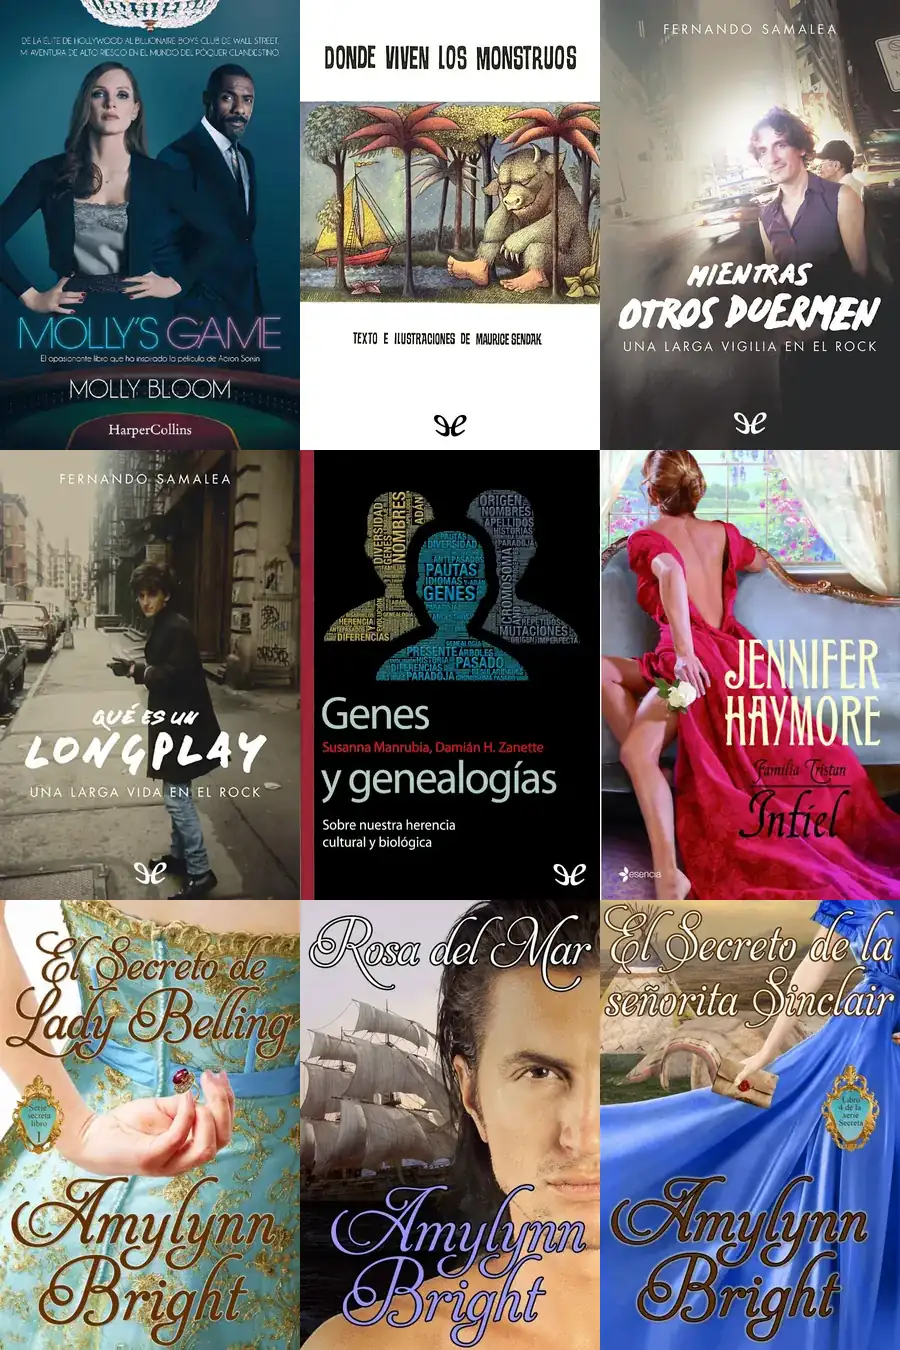 DE LA ÉLITE DE HOLLYWOOD AL BILLIONAIRE BOYS CLUB DE WALL STREET,
MI AVENTURA DE ALTO RIESGO EN EL MUNDO DEL PÓQUER CLANDESTINO.
MOLLY'S GAME
El apasionante libro que ha inspirado la película de Aaron Sorkin
MOLLY BLOOM
HarperCollins
DONDE VIVEN LOS MONSTRUOS
TEXTO E ILUSTRACIONES DE MAURICE SENDAK
FERNANDO SAMALEA
MIENTRAS
OTROS DUERMEN
UNA LARGA VIGILIA EN EL ROCK
FERNANDO SAMALEA
QUÉ ES UN
LONGPLAY
UNA LARGA VIDA EN EL ROCK
DIVERSIDAD
GENES
NOMBRES
ADÁN
HERENCIA
DIFERENCIAS
ORIGEN
NOMBRES
APELLIDOS
HISTORIAS
PARADOJA
CROMOSOMA
REPETIDOS
MUTACIONES
PAUTAS
DIVERSIDAD
ANTEPASADOS
PAUTAS
IDIOMAS
GENES
PRESENTE
ÁRBOLES
HISTORIA
PASADO
DIFERENCIAS
PARADOJA
Genes
Susanna Manrubia, Damián H. Zanette
y genealogías
Sobre nuestra herencia
cultural y biológica
JENNIFER
HAYMORE
Familia Tristan
Infiel
esencia
El Secreto de
Lady Belling
Serie
secreta
libro
1
Amylynn
Bright
Rosa del Mar
Amylynn
Bright
El Secreto de la
señorita Sinclair
Libro
4 de la
serie
Secreta
Amylynn
Bright